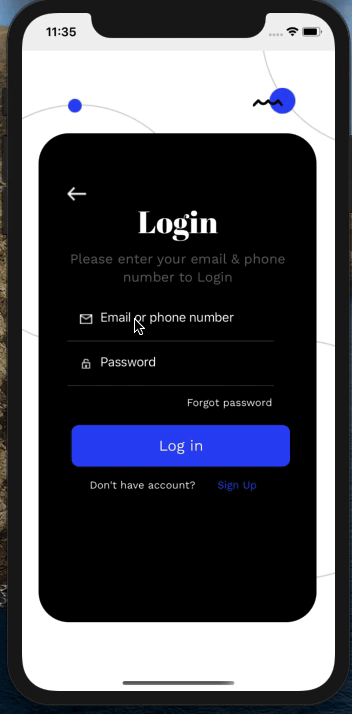 11:35
Login
Please enter your email & phone
number to Login
Email or phone number
Password
Forgot password
Log in
Don't have account? Sign Up